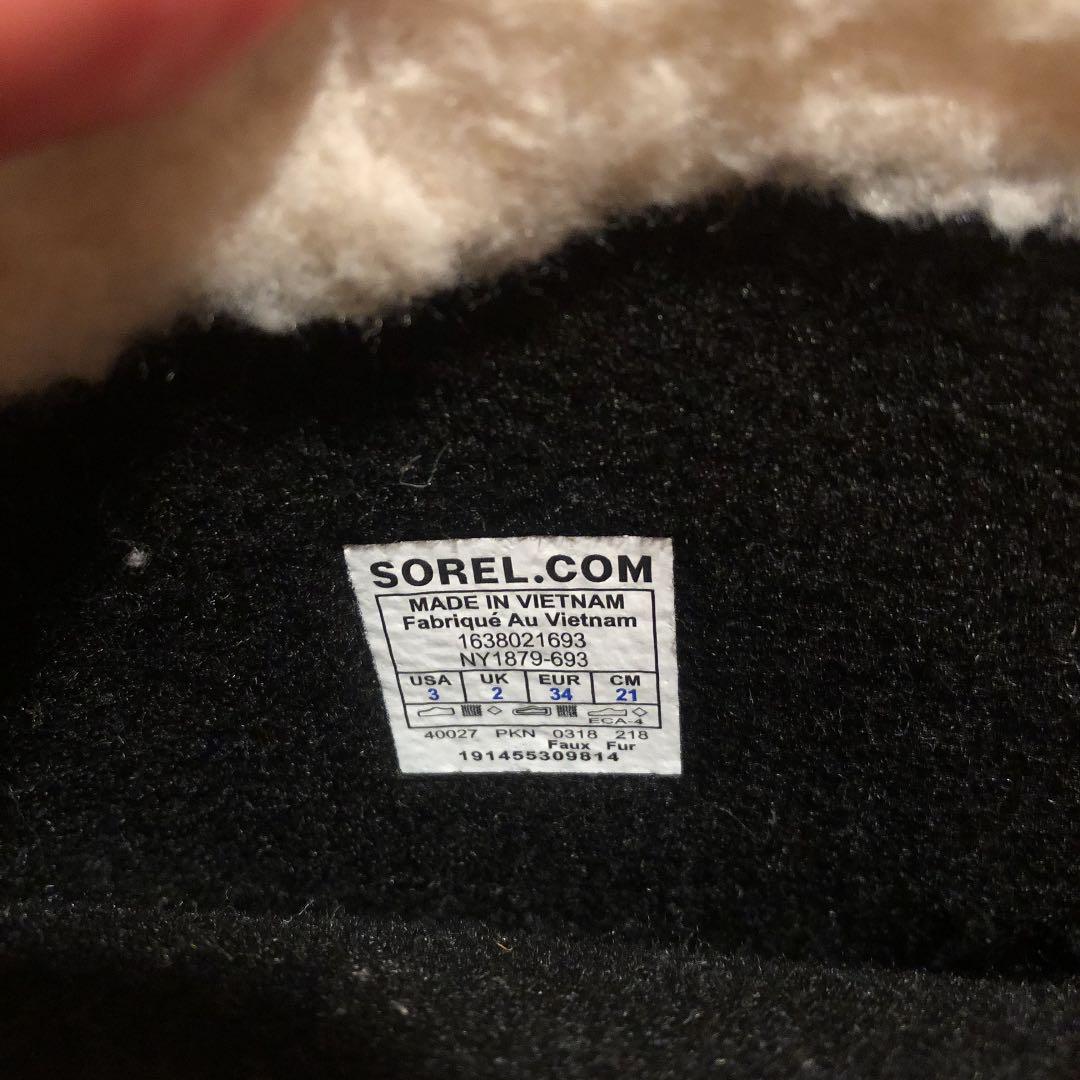 SOREL.COM
MADE IN VIETNAM
Fabriqué Au Vietnam
1638021693
NY1879-693
USA UK EUR CM
3 2 34 21
ECA-4
40027 PKN 0318 218
Faux Fur
191455309814